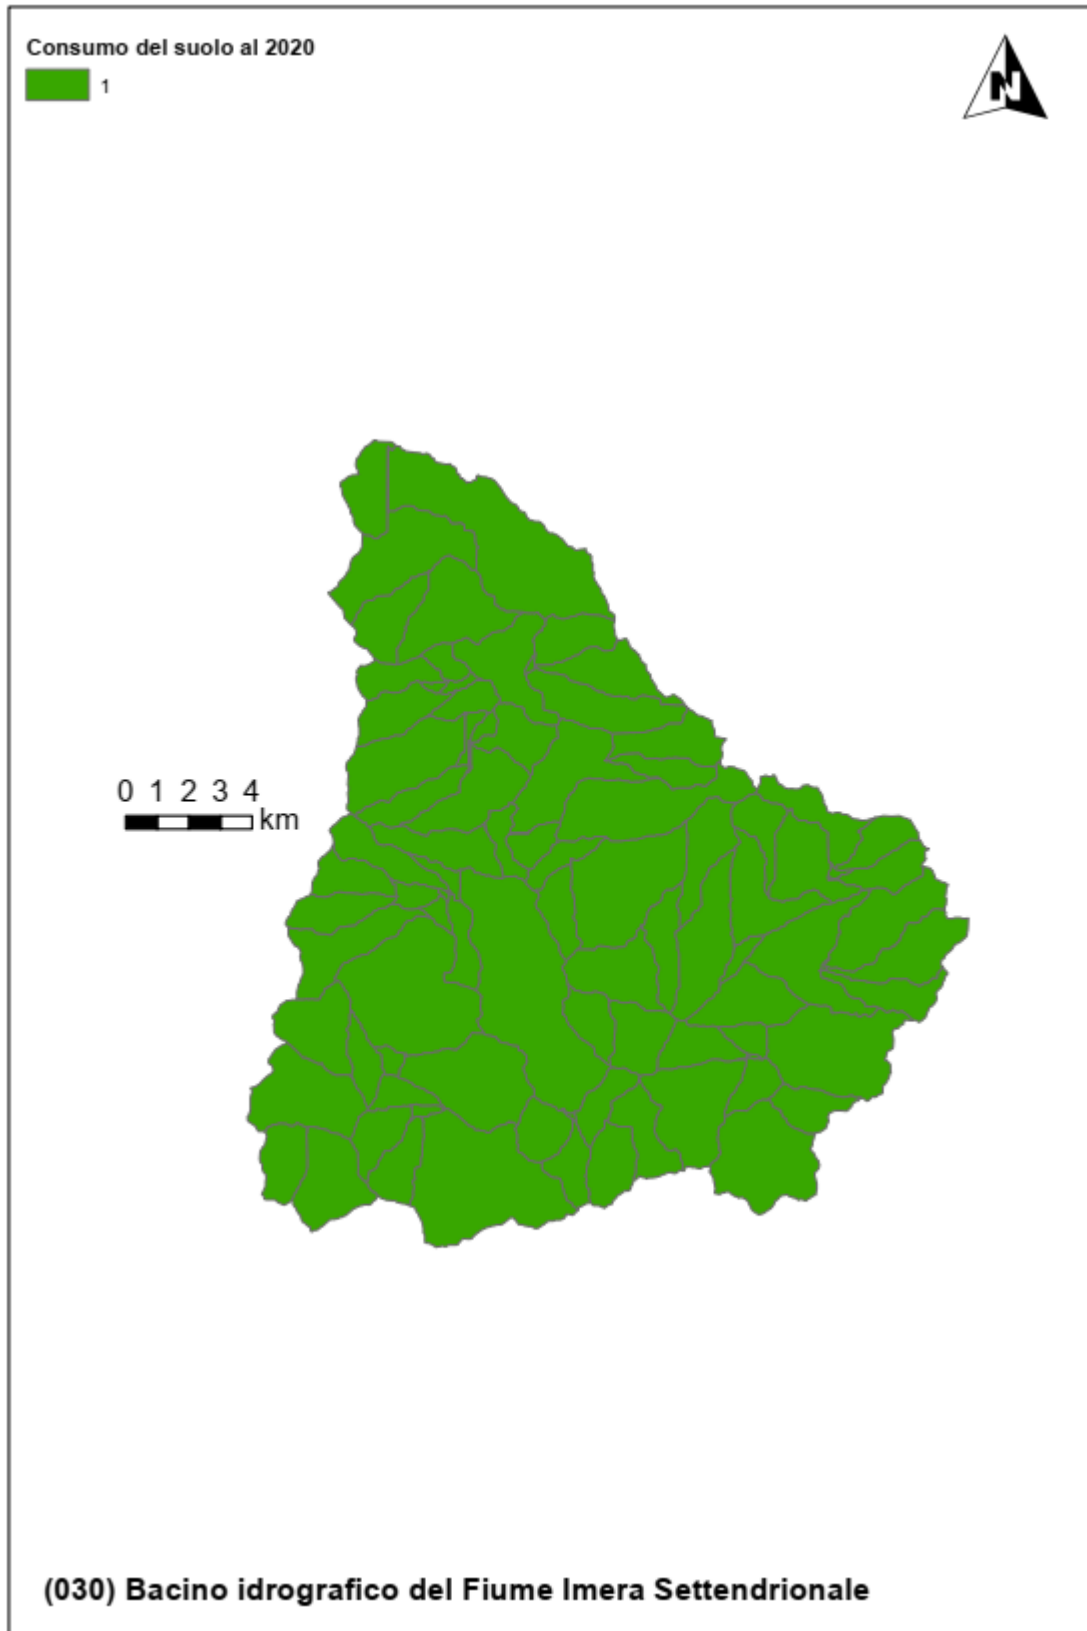 Consumo del suolo al 2020
1
N
0 1 2 3 4
km
(030) Bacino idrografico del Fiume Imera Settendrionale